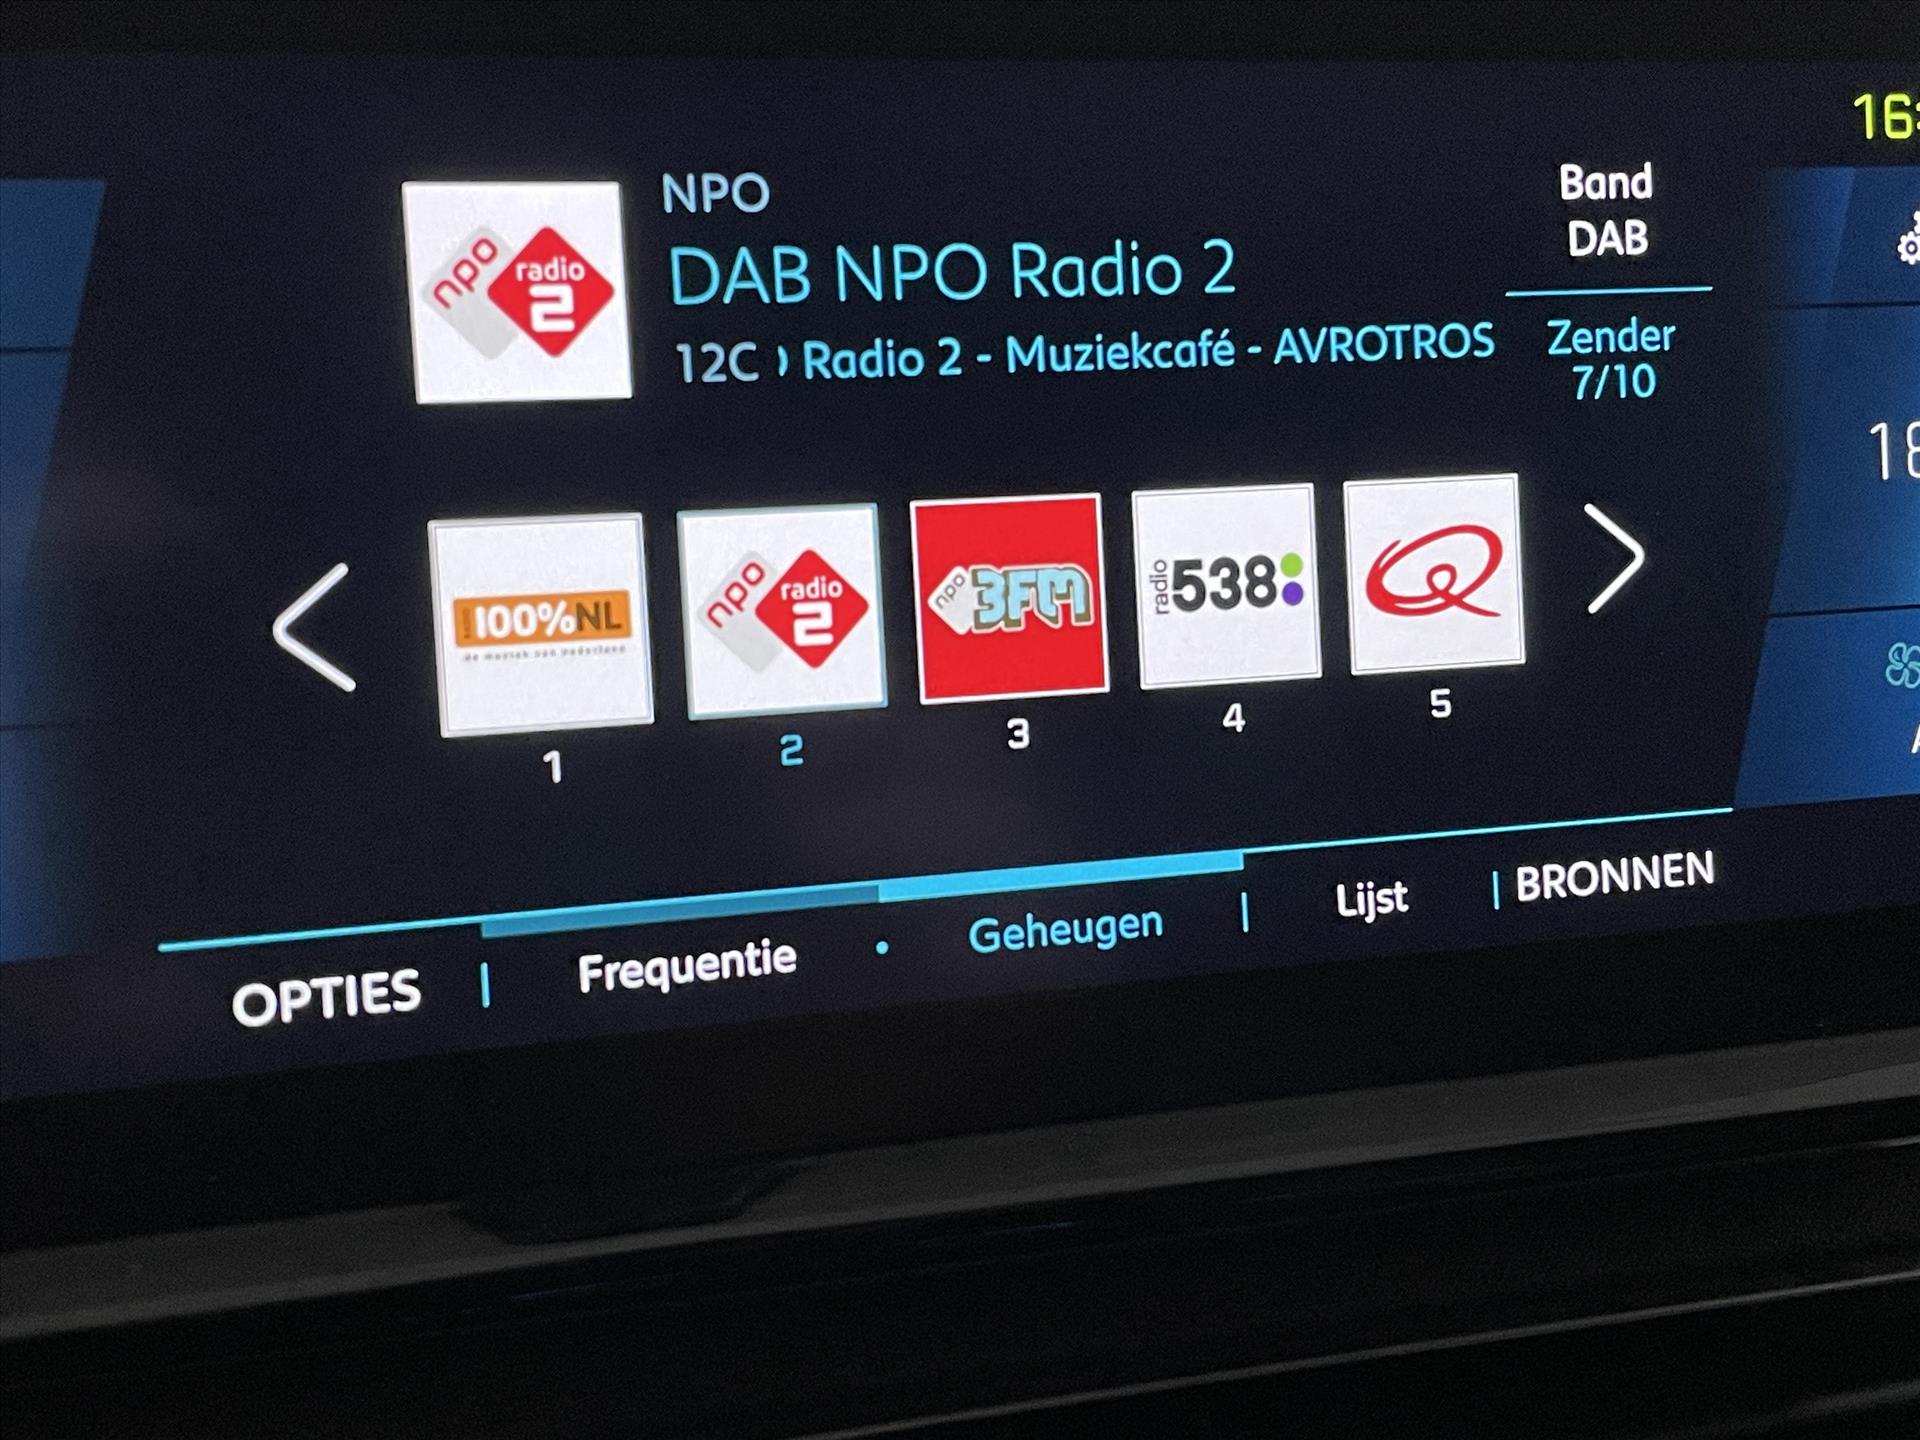 16:
NPO
DAB NPO Radio 2
12C ) Radio 2 - Muziekcafé - AVROTROS
Band
DAB
Zender
7/10
npo radio 2
18
100%NL
npo radio 2
npo 3FM
radio 538
Q
1
2
3
4
5
OPTIES
Frequentie
Geheugen
Lijst
BRONNEN